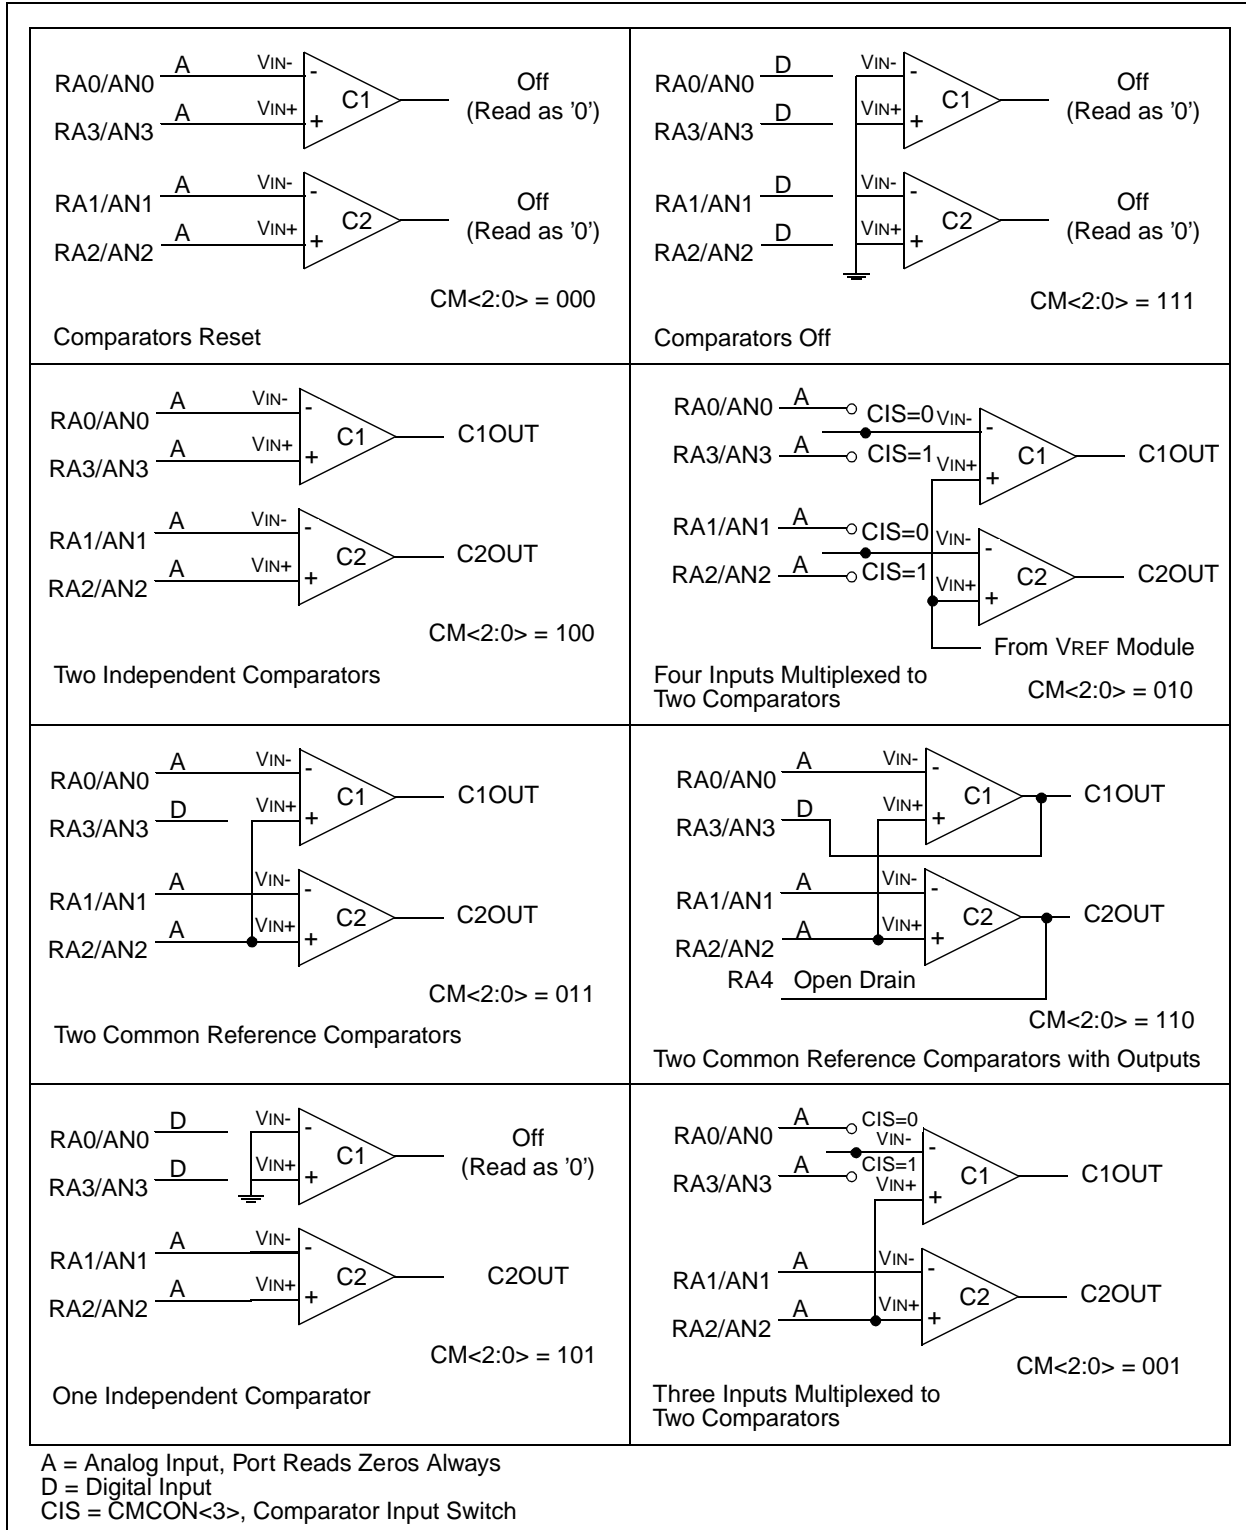 RA0/AN0 A VIN- -
C1 Off
(Read as '0')
RA3/AN3 A VIN+ +
RA1/AN1 A VIN- -
C2 Off
(Read as '0')
RA2/AN2 A VIN+ +
CM<2:0> = 000
Comparators Reset
RA0/AN0 D VIN- -
C1 Off
(Read as '0')
RA3/AN3 D VIN+ +
RA1/AN1 D VIN- -
C2 Off
(Read as '0')
RA2/AN2 D VIN+ +
CM<2:0> = 111
Comparators Off
RA0/AN0 A VIN- -
C1 C1OUT
RA3/AN3 A VIN+ +
RA1/AN1 A VIN- -
C2 C2OUT
RA2/AN2 A VIN+ +
CM<2:0> = 100
Two Independent Comparators
RA0/AN0 A CIS=0 VIN- -
C1 C1OUT
RA3/AN3 A CIS=1 VIN+ +
RA1/AN1 A CIS=0 VIN- -
C2 C2OUT
RA2/AN2 A CIS=1 VIN+ +
From VREF Module
Four Inputs Multiplexed to
Two Comparators
CM<2:0> = 010
RA0/AN0 A VIN- -
C1 C1OUT
RA3/AN3 D VIN+ +
RA1/AN1 A VIN- -
C2 C2OUT
RA2/AN2 A VIN+ +
CM<2:0> = 011
Two Common Reference Comparators
RA0/AN0 A VIN- -
C1 C1OUT
RA3/AN3 D VIN+ +
RA1/AN1 A VIN- -
C2 C2OUT
RA2/AN2 A VIN+ +
RA4 Open Drain
CM<2:0> = 110
Two Common Reference Comparators with Outputs
RA0/AN0 D VIN- -
C1 Off
(Read as '0')
RA3/AN3 D VIN+ +
RA1/AN1 A VIN- -
C2 C2OUT
RA2/AN2 A VIN+ +
CM<2:0> = 101
One Independent Comparator
RA0/AN0 A CIS=0 VIN- -
C1 C1OUT
RA3/AN3 A CIS=1 VIN+ +
RA1/AN1 A VIN- -
C2 C2OUT
RA2/AN2 A VIN+ +
CM<2:0> = 001
Three Inputs Multiplexed to
Two Comparators
A = Analog Input, Port Reads Zeros Always
D = Digital Input
CIS = CMCON<3>, Comparator Input Switch